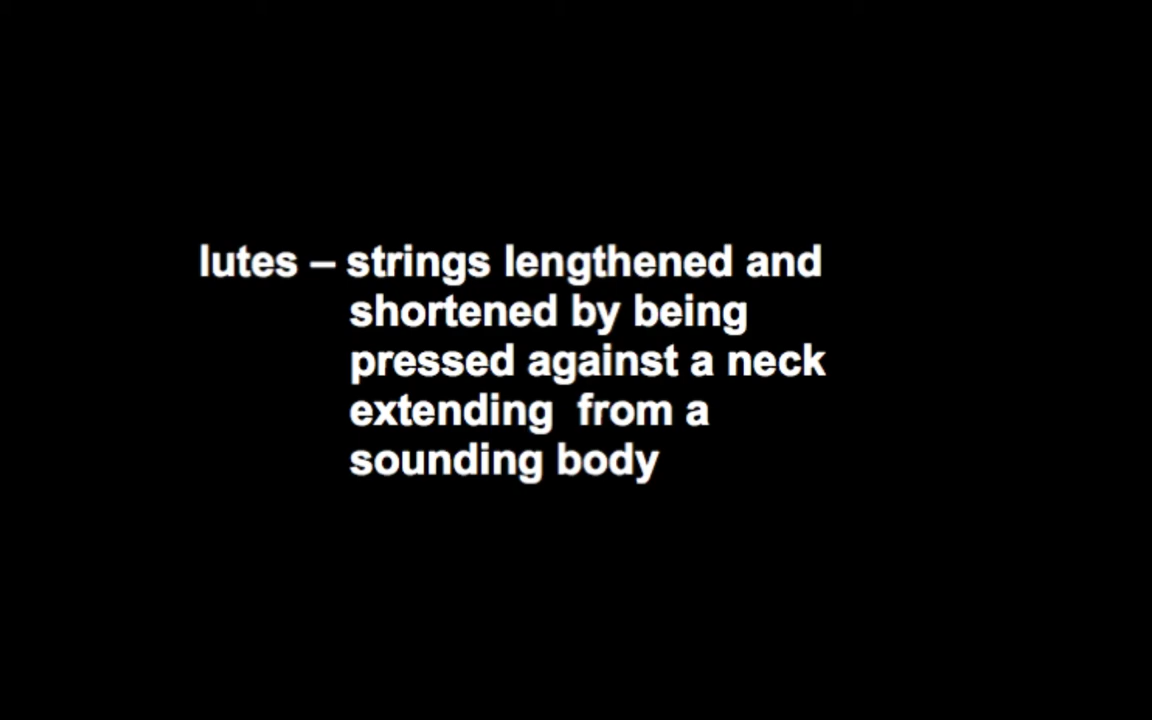 lutes – strings lengthened and
shortened by being
pressed against a neck
extending  from a
sounding body